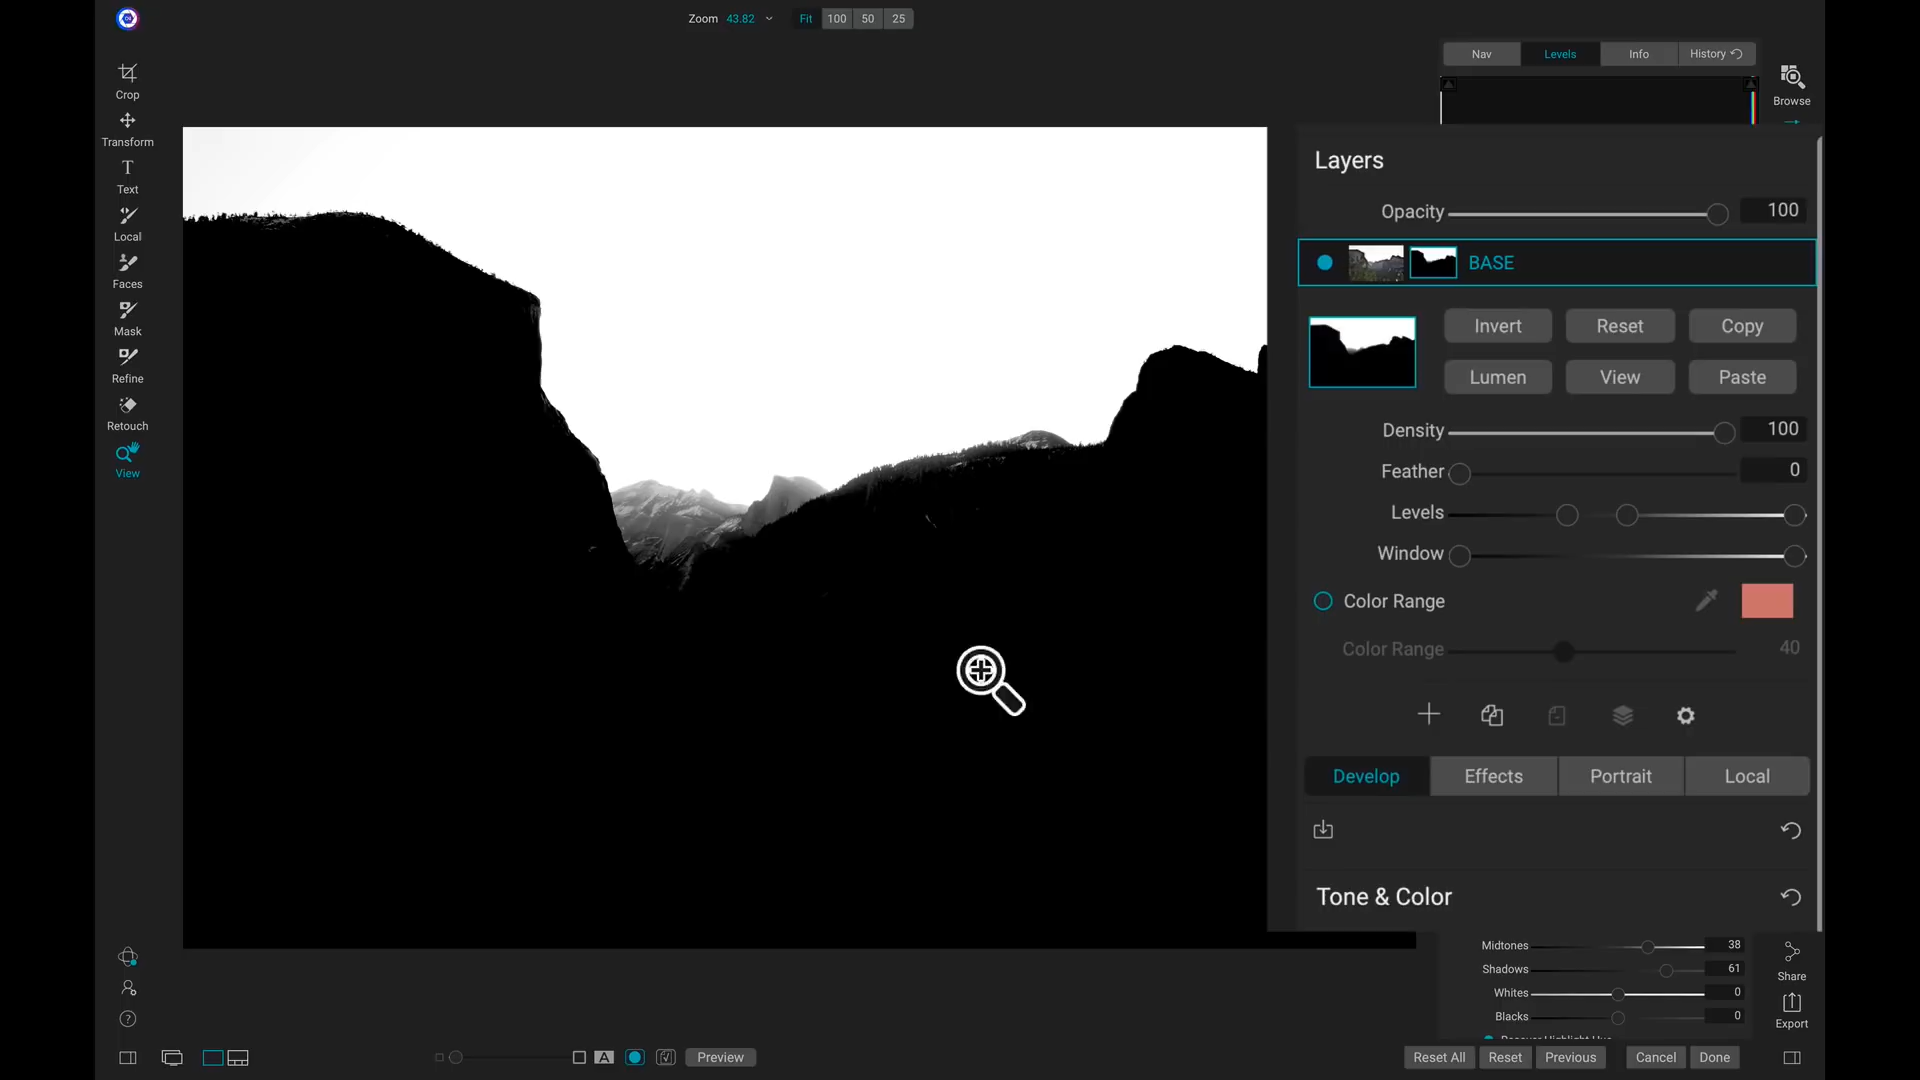 Zoom 43.82 Fit 100 50 25
Nav Levels Info History
Crop
Transform
Text
Local
Faces
Mask
Refine
Retouch
View
Browse
Layers
Opacity 100
BASE
Invert Reset Copy
Lumen View Paste
Density 100
Feather 0
Levels
Window
Color Range
Color Range 40
Develop Effects Portrait Local
Tone & Color
Midtones 38
Shadows 61
Whites 0
Blacks 0
Share
Export
A Preview
Reset All Reset Previous Cancel Done